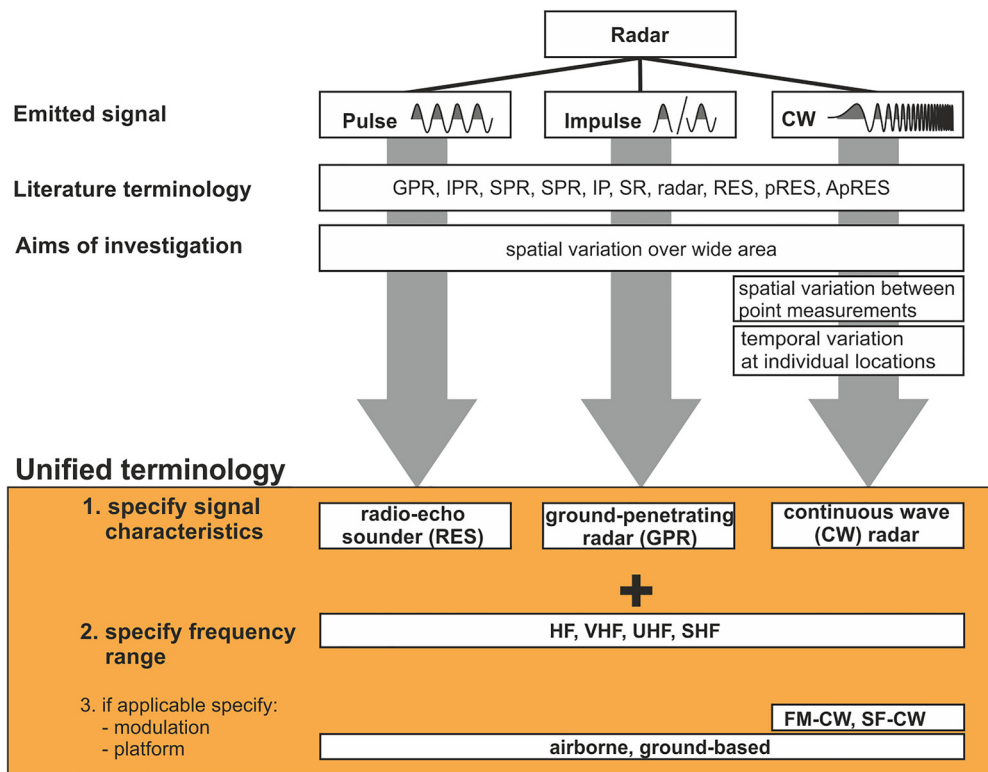 Radar
Emitted signal
Pulse
Impulse
CW
Literature terminology
GPR, IPR, SPR, SPR, IP, SR, radar, RES, pRES, ApRES
Aims of investigation
spatial variation over wide area
spatial variation between
point measurements
temporal variation
at individual locations
Unified terminology
1. specify signal
characteristics
radio-echo
sounder (RES)
ground-penetrating
radar (GPR)
continuous wave
(CW) radar
+
2. specify frequency
range
HF, VHF, UHF, SHF
3. if applicable specify:
- modulation
- platform
FM-CW, SF-CW
airborne, ground-based